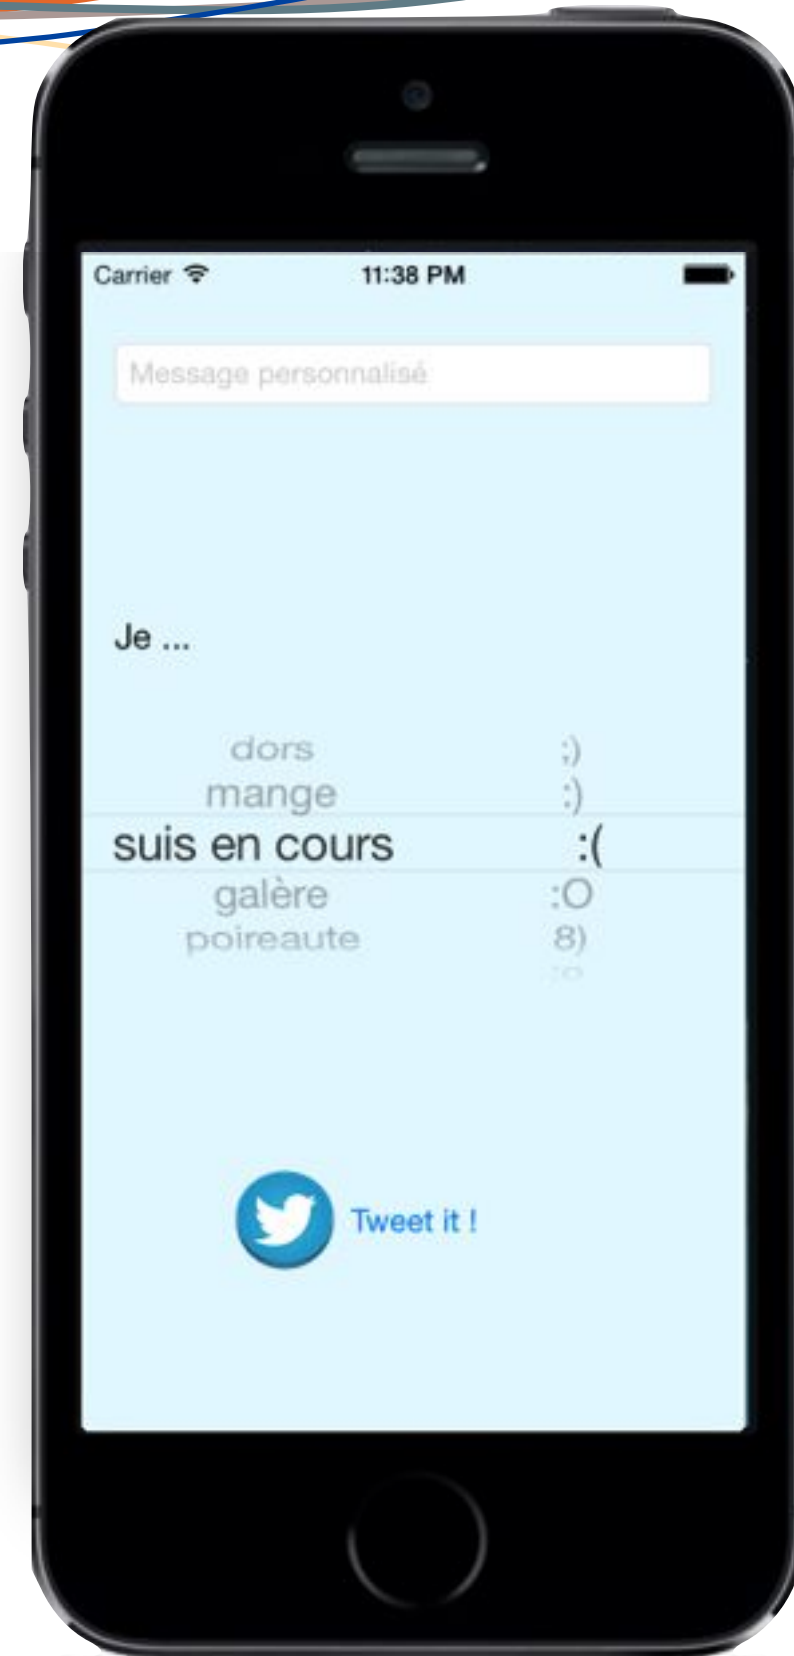 Carrier 11:38 PM
Message personnalisé
Je ...
dors ;)
mange :)
suis en cours :(
galère :O
poireaute 8)
:o
Tweet it !